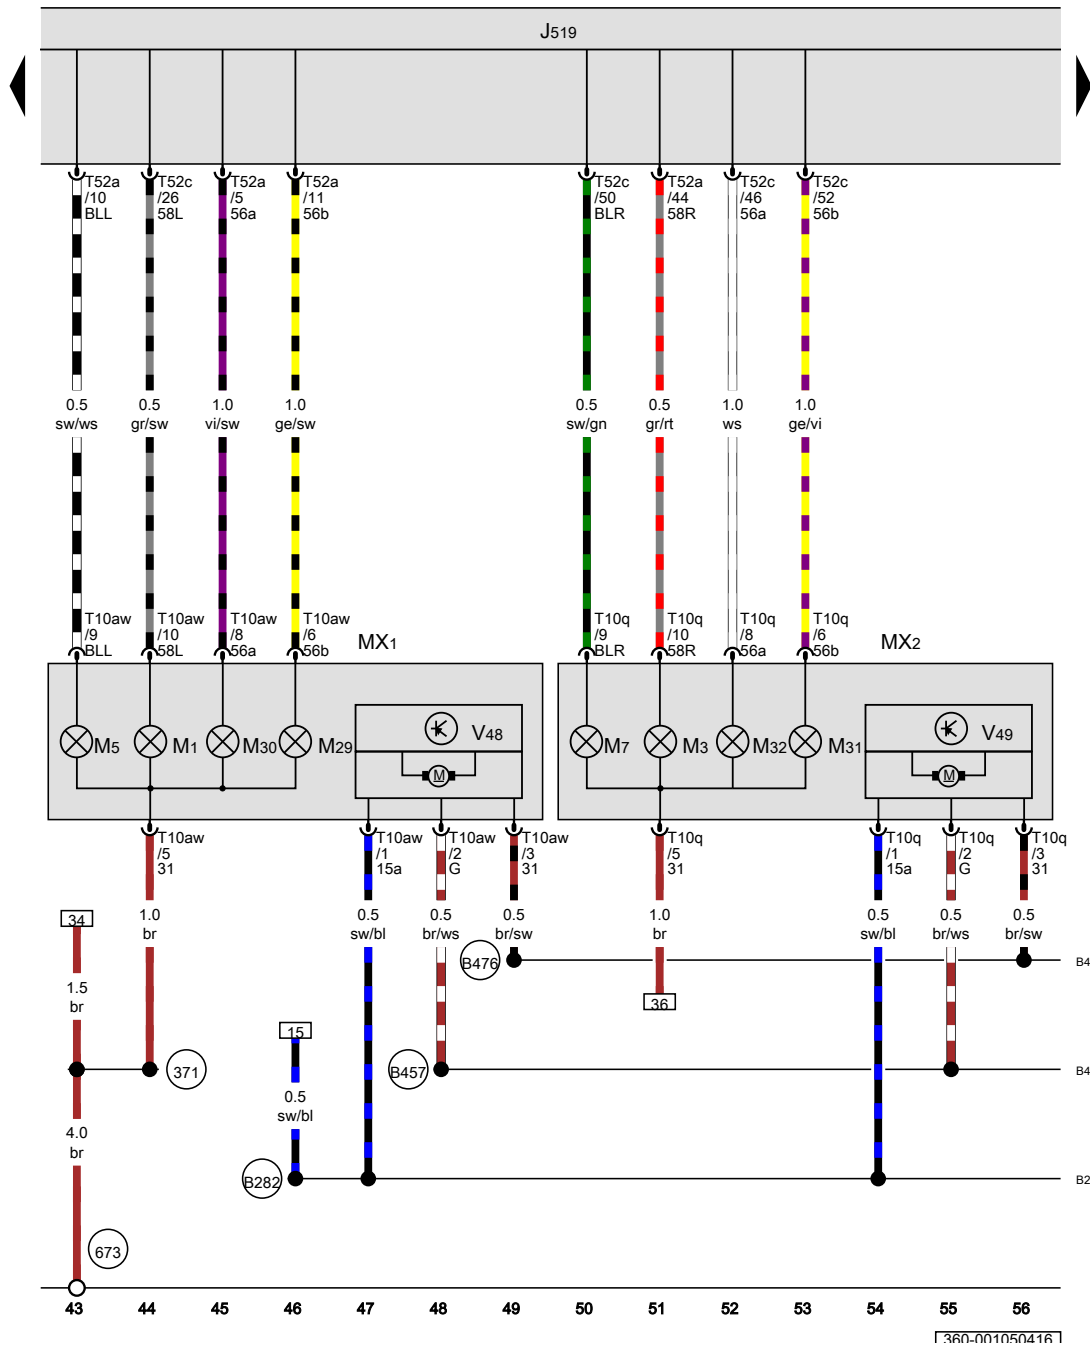 J519
T52a T52c T52a T52a T52c T52a T52c T52c
/10 /26 /5 /11 /50 /44 /46 /52
BLL 58L 56a 56b BLR 58R 56a 56b
0.5 0.5 1.0 1.0 0.5 0.5 1.0 1.0
sw/ws gr/sw vi/sw ge/sw sw/gn gr/rt ws ge/vi
T10aw T10aw T10aw T10aw T10q T10q T10q T10q
/9 /10 /8 /6 MX1 /9 /10 /8 /6 MX2
BLL 58L 56a 56b BLR 58R 56a 56b
M5 M1 M30 M29 V48 M7 M3 M32 M31 V49
M M
T10aw T10aw T10aw T10aw T10q T10q T10q T10q
/5 /1 /2 /3 /5 /1 /2 /3
31 15a G 31 31 15a G 31
34 1.0 0.5 0.5 0.5 1.0 0.5 0.5 0.5
br sw/bl br/ws br/sw br sw/bl br/ws br/sw
B476 B4
1.5 36
br
15
371 B457 B4
0.5
sw/bl
4.0
br
B282 B2
673
43 44 45 46 47 48 49 50 51 52 53 54 55 56
360-001050416